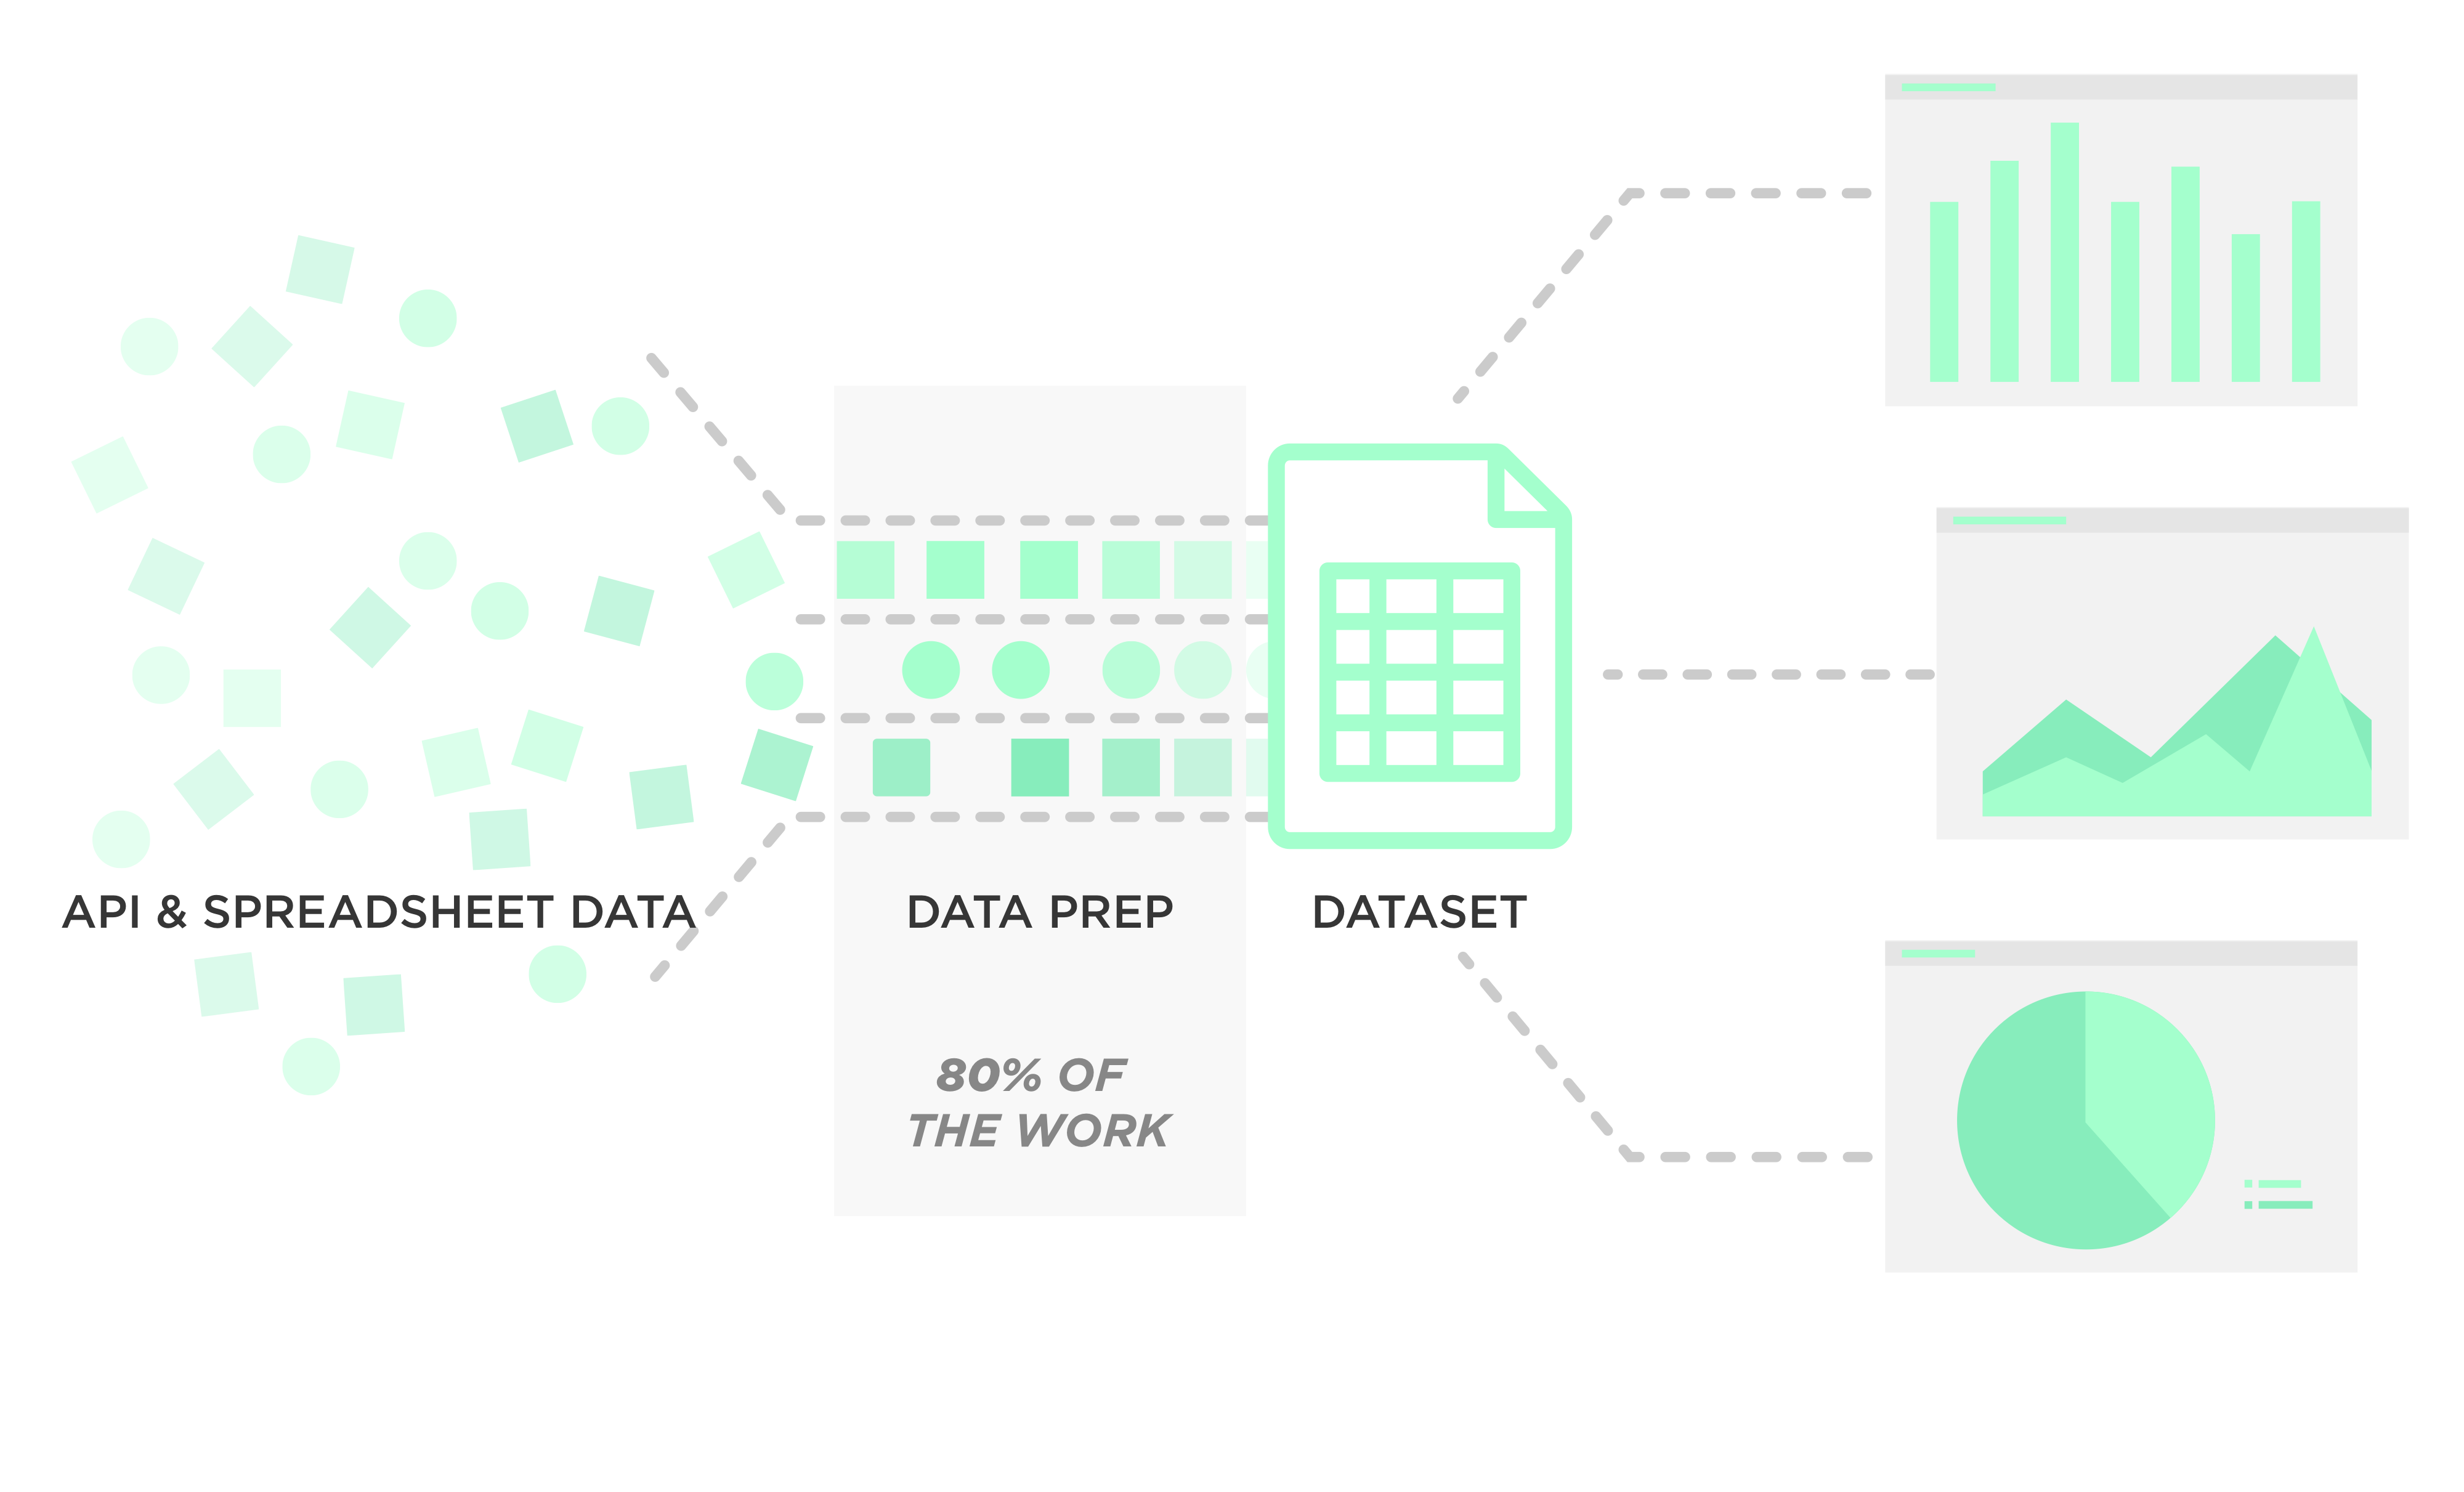 API & SPREADSHEET DATA
DATA PREP
DATASET
80% OF
THE WORK